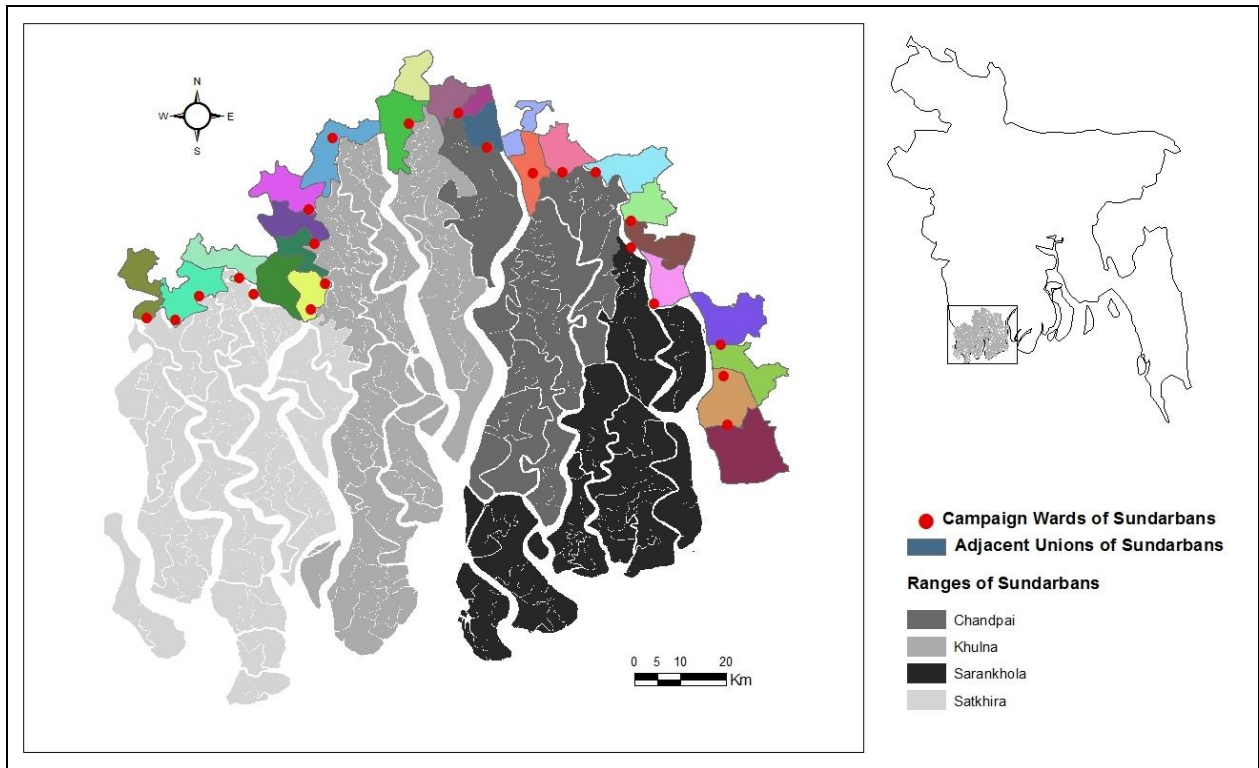 N
W E
S
0 5 10 20
Km
Campaign Wards of Sundarbans
Adjacent Unions of Sundarbans
Ranges of Sundarbans
Chandpai
Khulna
Sarankhola
Satkhira